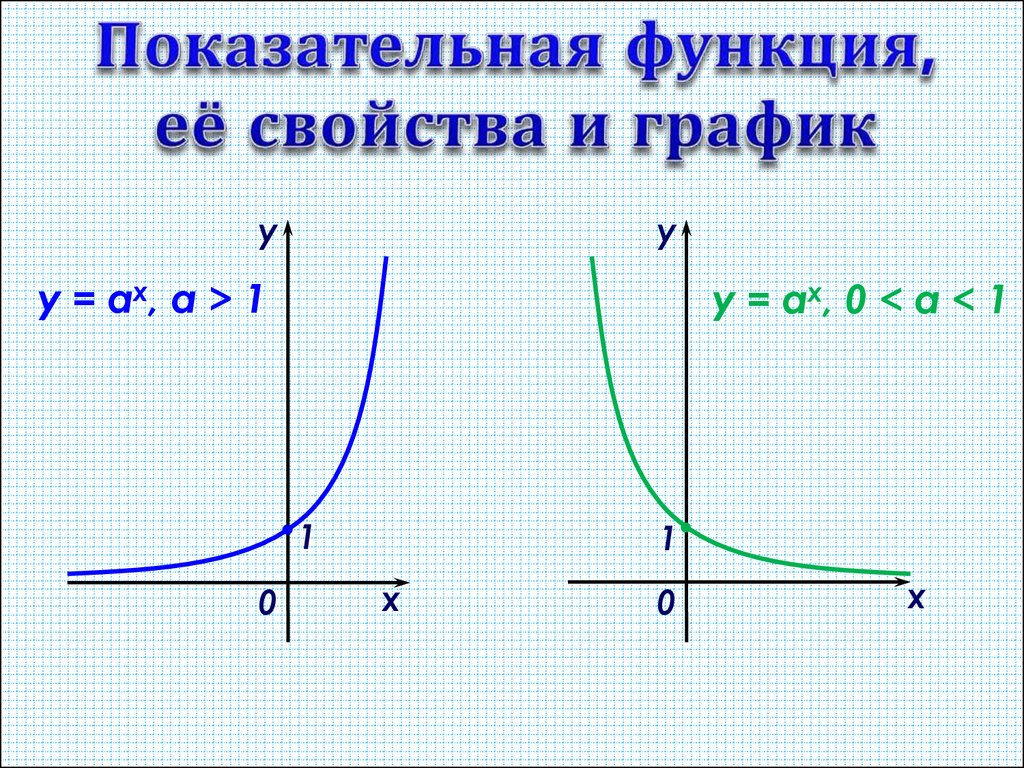 Показательная функция,
её свойства и график
y
y = aˣ, a > 1
1
0
x
y
y = aˣ, 0 < a < 1
1
0
x